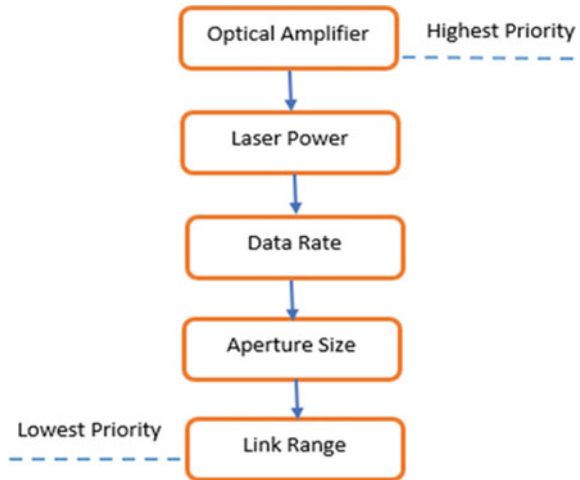 Optical Amplifier
Highest Priority
Laser Power
Data Rate
Aperture Size
Lowest Priority
Link Range